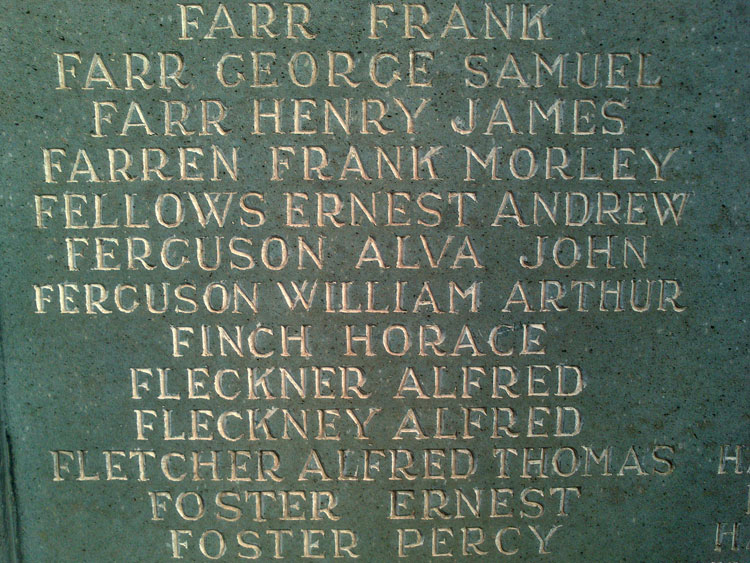 FARR FRANK
FARR GEORGE SAMUEL
FARR HENRY JAMES
FARREN FRANK MORLEY
FELLOWS ERNEST ANDREW
FERGUSON ALVA JOHN
FERGUSON WILLIAM ARTHUR
FINCH HORACE
FLECKNER ALFRED
FLECKNEY ALFRED
FLETCHER ALFRED THOMAS
FOSTER ERNEST
FOSTER PERCY